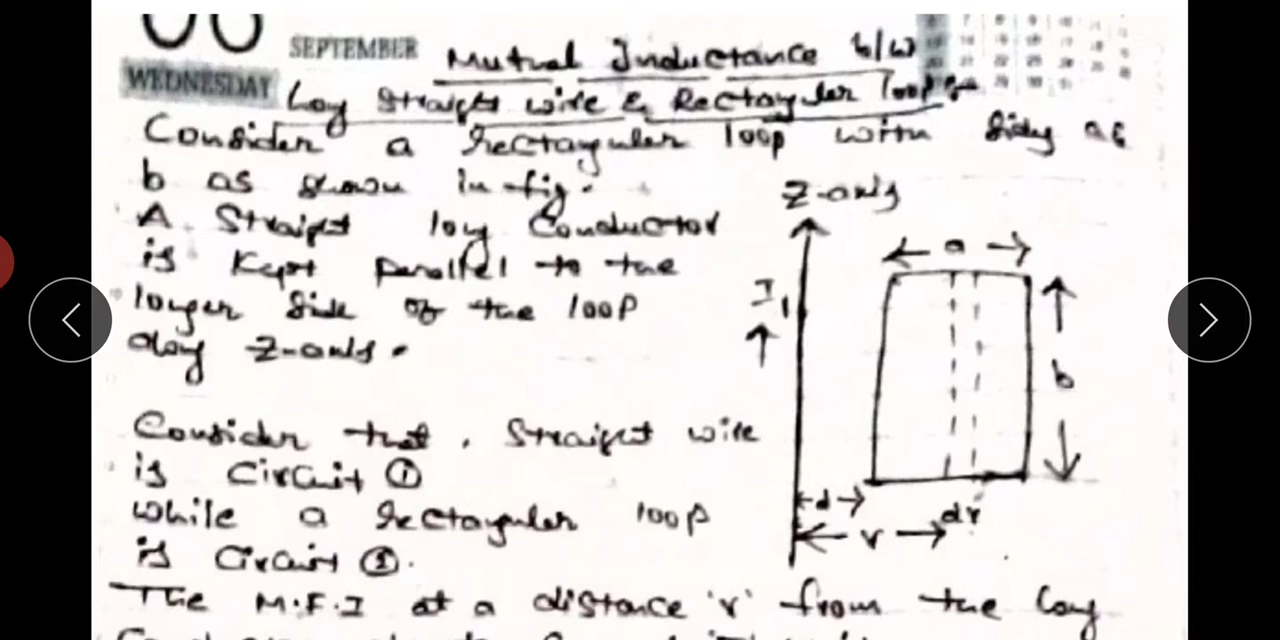 06
SEPTEMBER
WEDNESDAY
Mutual Inductance b/w
Long Straight wire & Rectangular loop :-
Consider a rectangular loop with sides a &
b as shown in fig.
A Straight long Conductor
is Kept parallel to the
longer side of the loop
along Z-axis.
Z-axis
a
I1
b
d
dr
r
Consider that, Straight wire
is Circuit ①
while a rectangular loop
is Circuit ②.
The M.F.I at a distance 'r' from the long